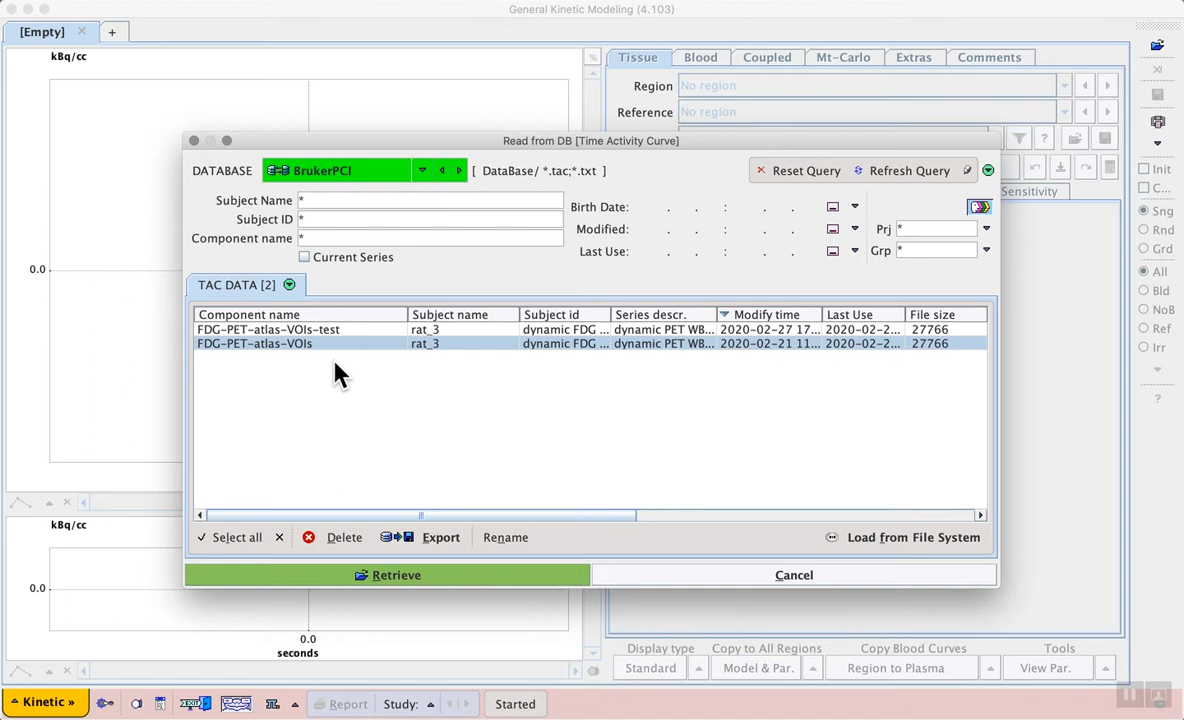 General Kinetic Modeling (4.103)
[Empty]
kBq/cc
%
Tissue Blood Coupled Mt-Carlo Extras Comments
Region No region
Reference No region
Read from DB [Time Activity Curve]
DATABASE BrukerPCI [ DataBase/ *.tac;*.txt ] Reset Query Refresh Query
Subject Name *
Subject ID *
Component name *
Current Series
Birth Date: . . : . .
Modified: . . : . .
Last Use: . . : . .
Prj *
Grp *
?
Sensitivity
Init
C...
Sng
Rnd
Grd
All
Bld
NoB
Ref
Irr
?
0.0
TAC DATA [2]
Component name Subject name Subject id Series descr. Modify time Last Use File size
FDG-PET-atlas-VOIs-test rat_3 dynamic FDG ... dynamic PET WB... 2020-02-27 17... 2020-02-2... 27766
FDG-PET-atlas-VOIs rat_3 dynamic FDG ... dynamic PET WB... 2020-02-21 11... 2020-02-2... 27766
Select all Delete Export Rename Load from File System
Retrieve Cancel
kBq/cc
0.0
0.0
seconds
Display type Copy to All Regions Copy Blood Curves Tools
Standard Model & Par. Region to Plasma View Par.
Kinetic » Report Study: Started